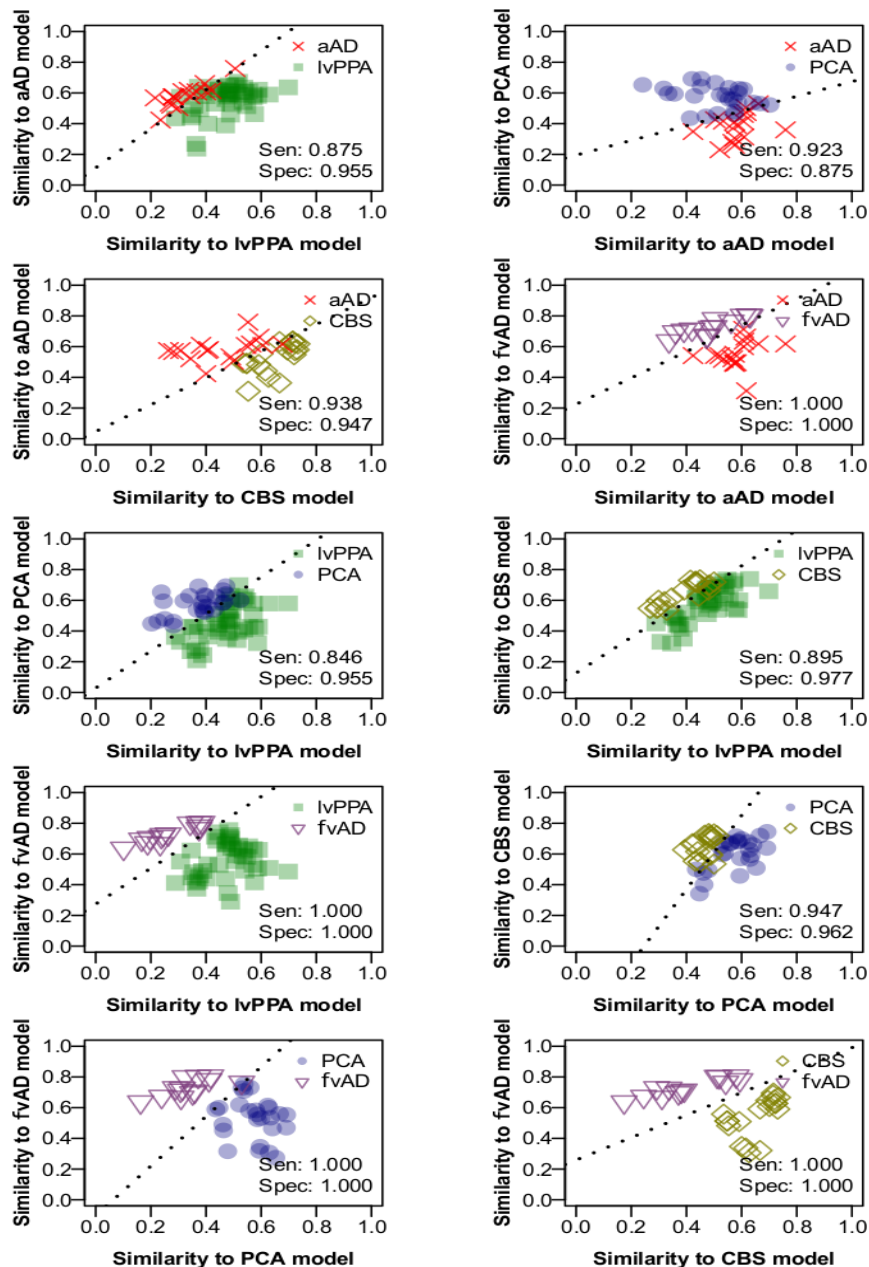 Similarity to aAD model
1.0
0.8
0.6
0.4
0.2
0.0
aAD
lvPPA
Sen: 0.875
Spec: 0.955
0.0 0.2 0.4 0.6 0.8 1.0
Similarity to lvPPA model
Similarity to PCA model
1.0
0.8
0.6
0.4
0.2
0.0
aAD
PCA
Sen: 0.923
Spec: 0.875
0.0 0.2 0.4 0.6 0.8 1.0
Similarity to aAD model
Similarity to aAD model
1.0
0.8
0.6
0.4
0.2
0.0
aAD
CBS
Sen: 0.938
Spec: 0.947
0.0 0.2 0.4 0.6 0.8 1.0
Similarity to CBS model
Similarity to fvAD model
1.0
0.8
0.6
0.4
0.2
0.0
aAD
fvAD
Sen: 1.000
Spec: 1.000
0.0 0.2 0.4 0.6 0.8 1.0
Similarity to aAD model
Similarity to PCA model
1.0
0.8
0.6
0.4
0.2
0.0
lvPPA
PCA
Sen: 0.846
Spec: 0.955
0.0 0.2 0.4 0.6 0.8 1.0
Similarity to lvPPA model
Similarity to CBS model
1.0
0.8
0.6
0.4
0.2
0.0
lvPPA
CBS
Sen: 0.895
Spec: 0.977
0.0 0.2 0.4 0.6 0.8 1.0
Similarity to lvPPA model
Similarity to fvAD model
1.0
0.8
0.6
0.4
0.2
0.0
lvPPA
fvAD
Sen: 1.000
Spec: 1.000
0.0 0.2 0.4 0.6 0.8 1.0
Similarity to lvPPA model
Similarity to CBS model
1.0
0.8
0.6
0.4
0.2
0.0
PCA
CBS
Sen: 0.947
Spec: 0.962
0.0 0.2 0.4 0.6 0.8 1.0
Similarity to PCA model
Similarity to fvAD model
1.0
0.8
0.6
0.4
0.2
0.0
PCA
fvAD
Sen: 1.000
Spec: 1.000
0.0 0.2 0.4 0.6 0.8 1.0
Similarity to PCA model
Similarity to fvAD model
1.0
0.8
0.6
0.4
0.2
0.0
CBS
fvAD
Sen: 1.000
Spec: 1.000
0.0 0.2 0.4 0.6 0.8 1.0
Similarity to CBS model